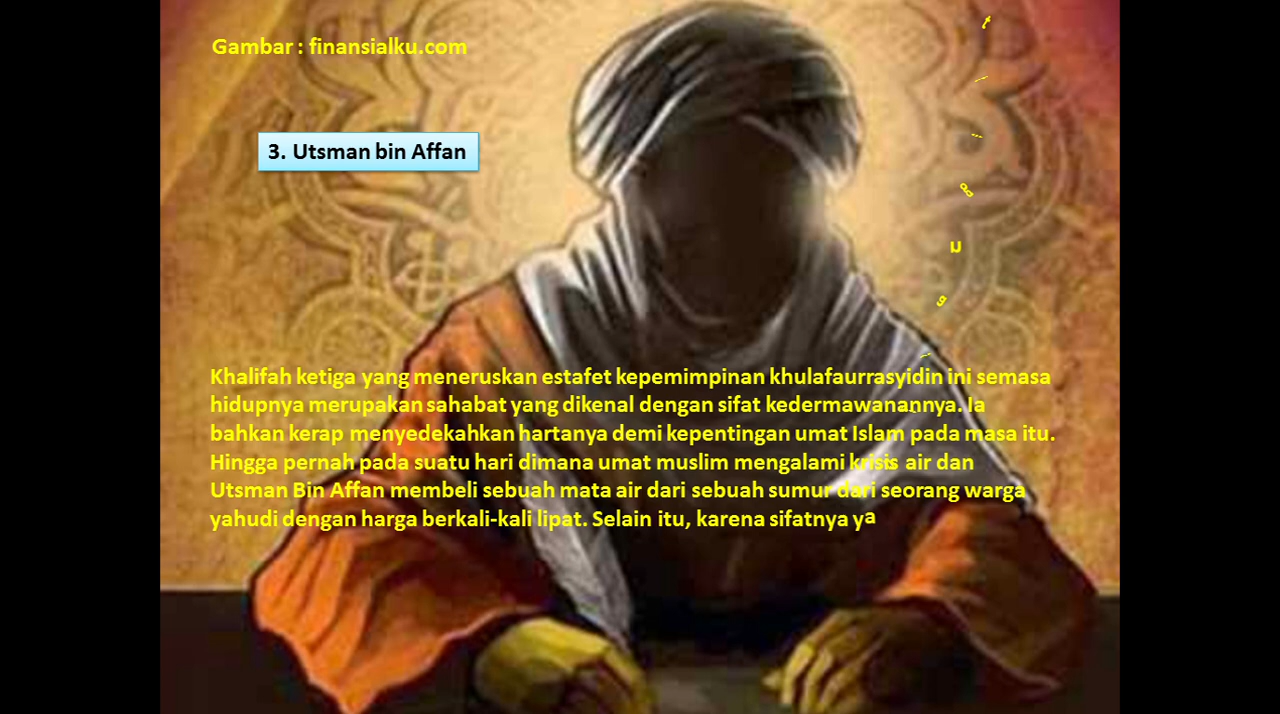 Gambar : finansialku.com
3. Utsman bin Affan
Khalifah ketiga yang meneruskan estafet kepemimpinan khulafaurrasyidin ini semasa
hidupnya merupakan sahabat yang dikenal dengan sifat kedermawanannya. Ia
bahkan kerap menyedekahkan hartanya demi kepentingan umat Islam pada masa itu.
Hingga pernah pada suatu hari dimana umat muslim mengalami krisis air dan
Utsman Bin Affan membeli sebuah mata air dari sebuah sumur dari seorang warga
yahudi dengan harga berkali-kali lipat. Selain itu, karena sifatnya ya